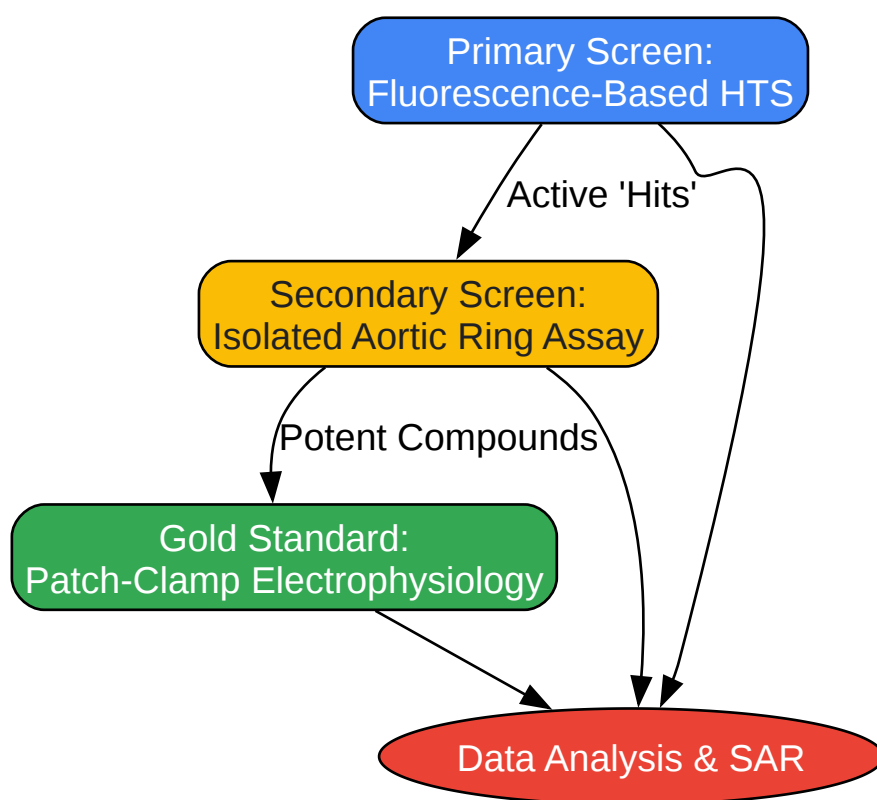 Primary Screen:
Fluorescence-Based HTS
Active 'Hits'
Secondary Screen:
Isolated Aortic Ring Assay
Potent Compounds
Gold Standard:
Patch-Clamp Electrophysiology
Data Analysis & SAR